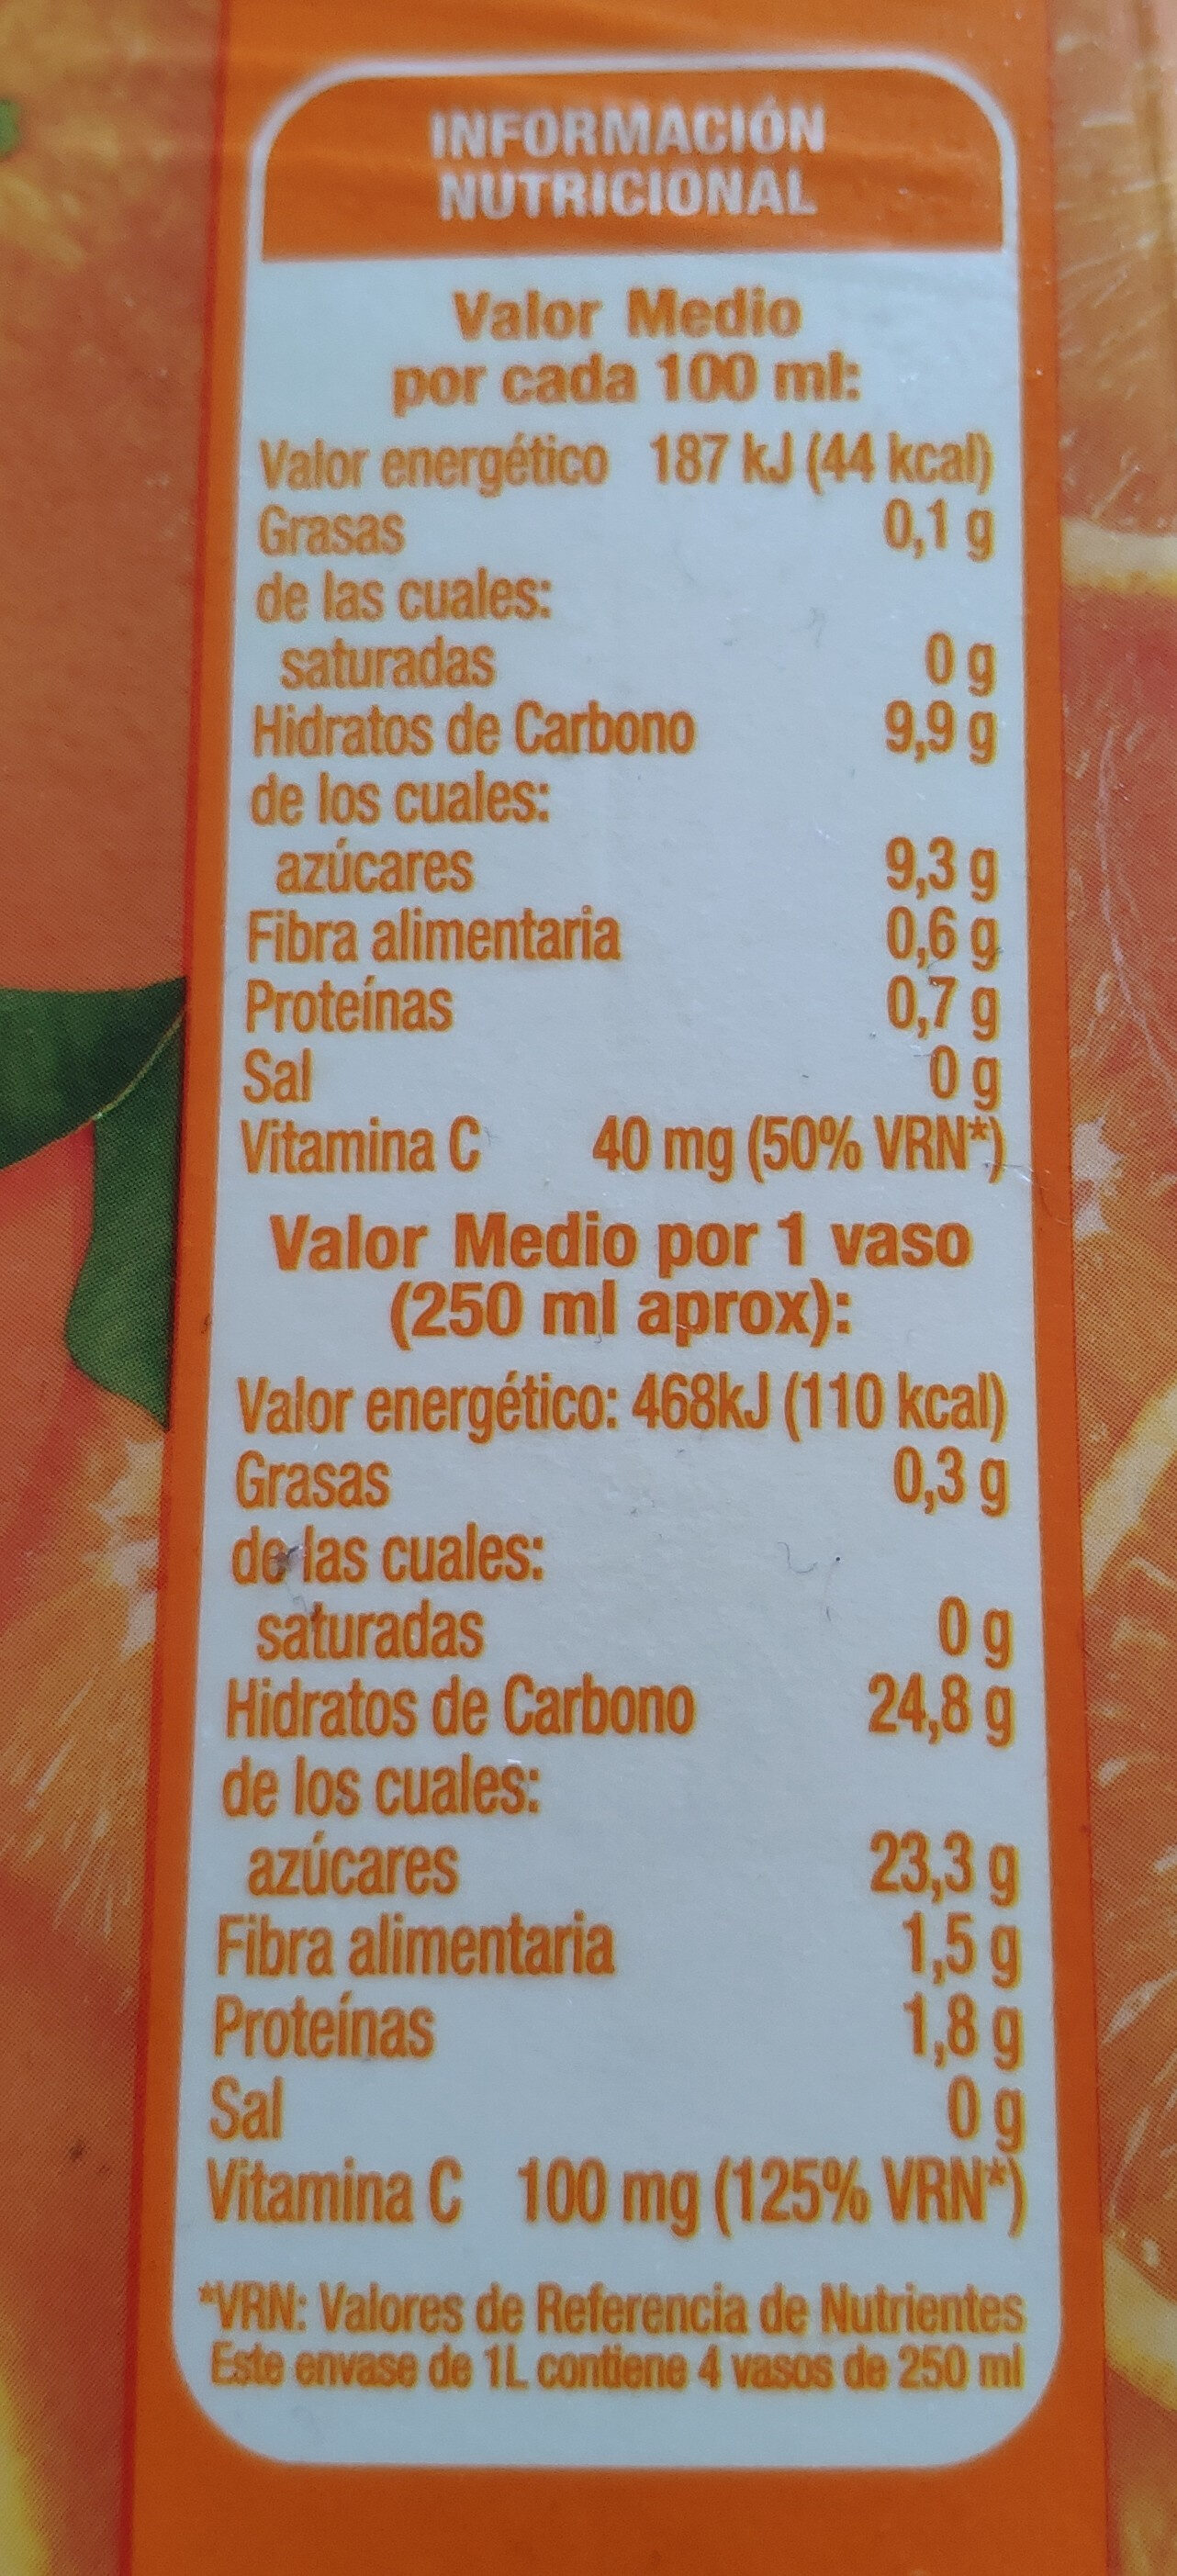 INFORMACIÓN
NUTRICIONAL
Valor Medio
por cada 100 ml:
Valor energético 187 kJ (44 kcal)
Grasas 0,1 g
de las cuales:
saturadas 0 g
Hidratos de Carbono 9,9 g
de los cuales:
azúcares 9,3 g
Fibra alimentaria 0,6 g
Proteínas 0,7 g
Sal 0 g
Vitamina C 40 mg (50% VRN*)
Valor Medio por 1 vaso
(250 ml aprox):
Valor energético: 468kJ (110 kcal)
Grasas 0,3 g
de las cuales:
saturadas 0 g
Hidratos de Carbono 24,8 g
de los cuales:
azúcares 23,3 g
Fibra alimentaria 1,5 g
Proteínas 1,8 g
Sal 0 g
Vitamina C 100 mg (125% VRN*)
*VRN: Valores de Referencia de Nutrientes
Este envase de 1L contiene 4 vasos de 250 ml